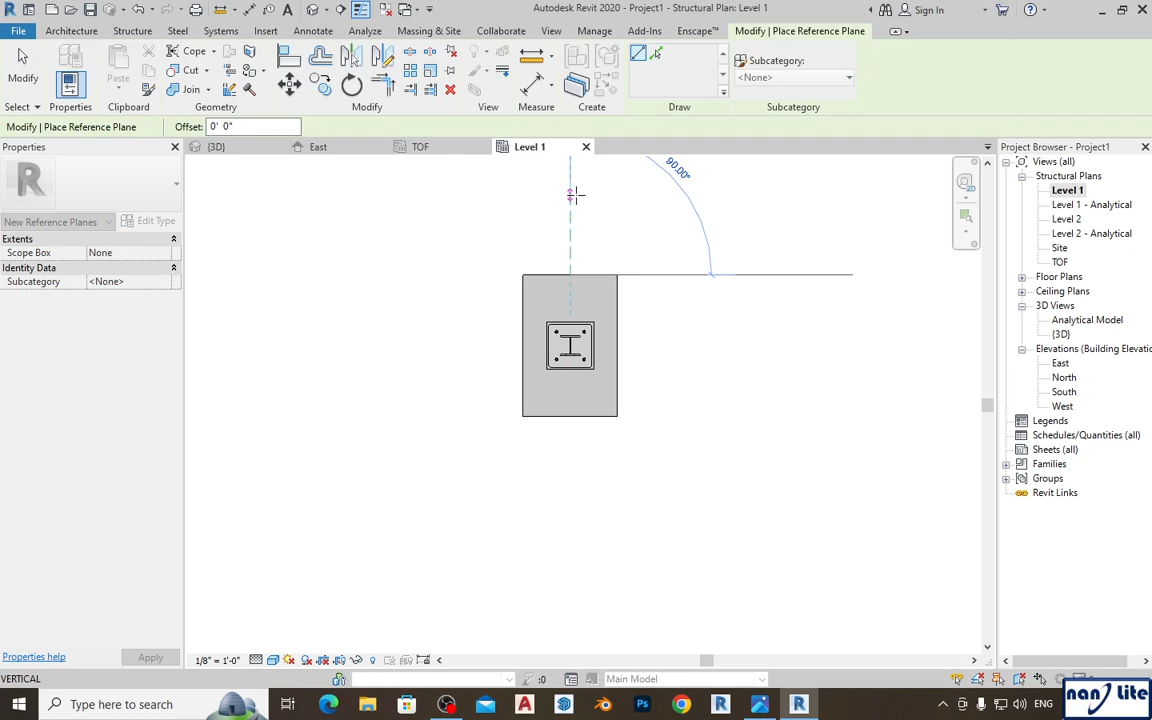 Autodesk Revit 2020 - Project1 - Structural Plan: Level 1
Sign In
File Architecture Structure Steel Systems Insert Annotate Analyze Massing & Site Collaborate View Manage Add-Ins Enscape™ Modify | Place Reference Plane
Modify
Paste
Cope
Cut
Join
Subcategory:
<None>
Select Properties Clipboard Geometry Modify View Measure Create Draw Subcategory
Modify | Place Reference Plane Offset: 0' 0"
Properties
{3D} East TOF Level 1
Project Browser - Project1
R
New Reference Planes Edit Type
Extents
Scope Box None
Identity Data
Subcategory <None>
90.00°
Views (all)
Structural Plans
Level 1
Level 1 - Analytical
Level 2
Level 2 - Analytical
Site
TOF
Floor Plans
Ceiling Plans
3D Views
Analytical Model
{3D}
Elevations (Building Elevatio
East
North
South
West
Legends
Schedules/Quantities (all)
Sheets (all)
Families
Groups
Revit Links
Properties help Apply
1/8" = 1'-0"
VERTICAL
:0 Main Model
Type here to search
ENG
nanolite